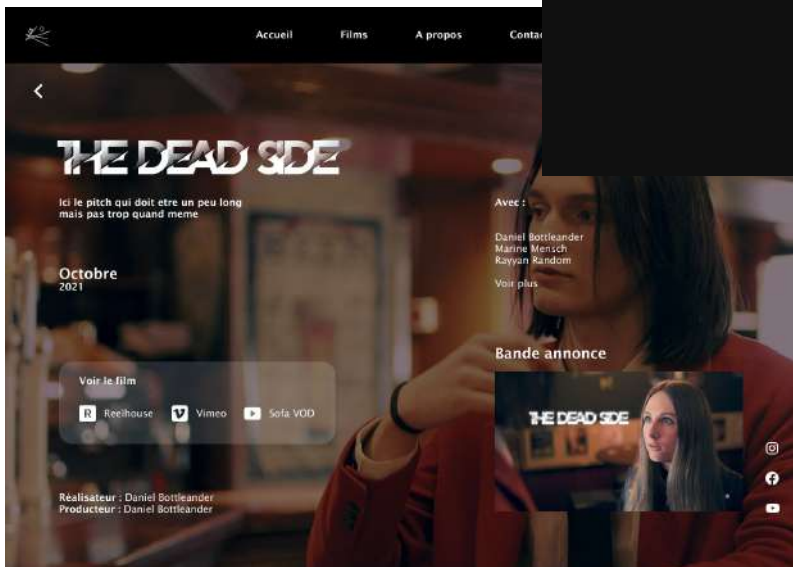 Accueil
Films
A propos
THE DEAD SIDE
Ici le pitch qui doit etre un peu long
mais pas trop quand meme
Octobre
2021
Voir le film
R Reelhouse
Vimeo
Sofa VOD
Réalisateur : Daniel Bottleander
Producteur : Daniel Bottleander
Avec :
Daniel Bottleander
Marine Mensch
Rayyan Random
Voir plus
Bande annonce
THE DEAD SIDE